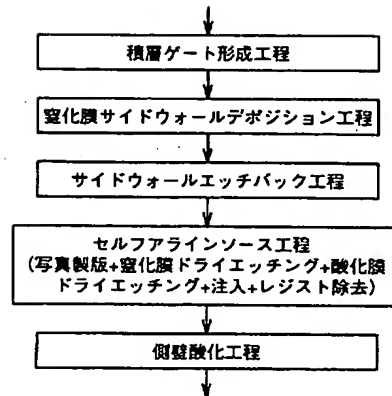 積層ゲート形成工程
窒化膜サイドウォールデポジション工程
サイドウォールエッチバック工程
セルフアラインソース工程
(写真製版+窒化膜ドライエッチング+酸化膜
ドライエッチング+注入+レジスト除去)
側壁酸化工程